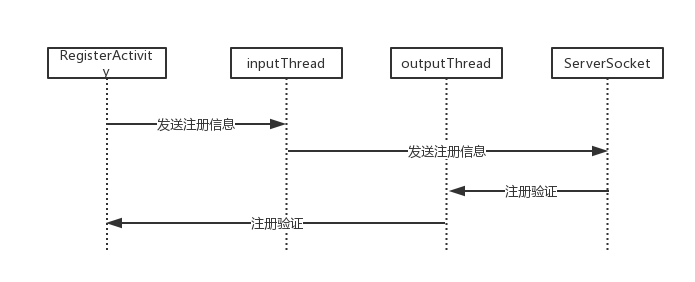 RegisterActivit
y
inputThread
outputThread
ServerSocket
发送注册信息
发送注册信息
注册验证
注册验证